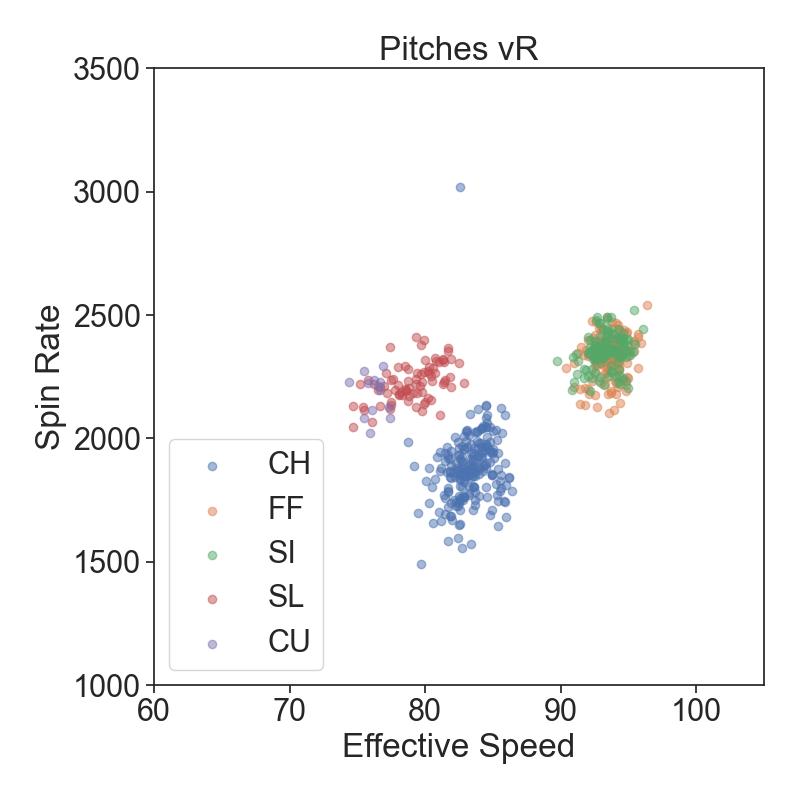 Pitches vR
3500
3000
2500
2000
1500
1000
Spin Rate
CH
FF
SI
SL
CU
60 70 80 90 100
Effective Speed